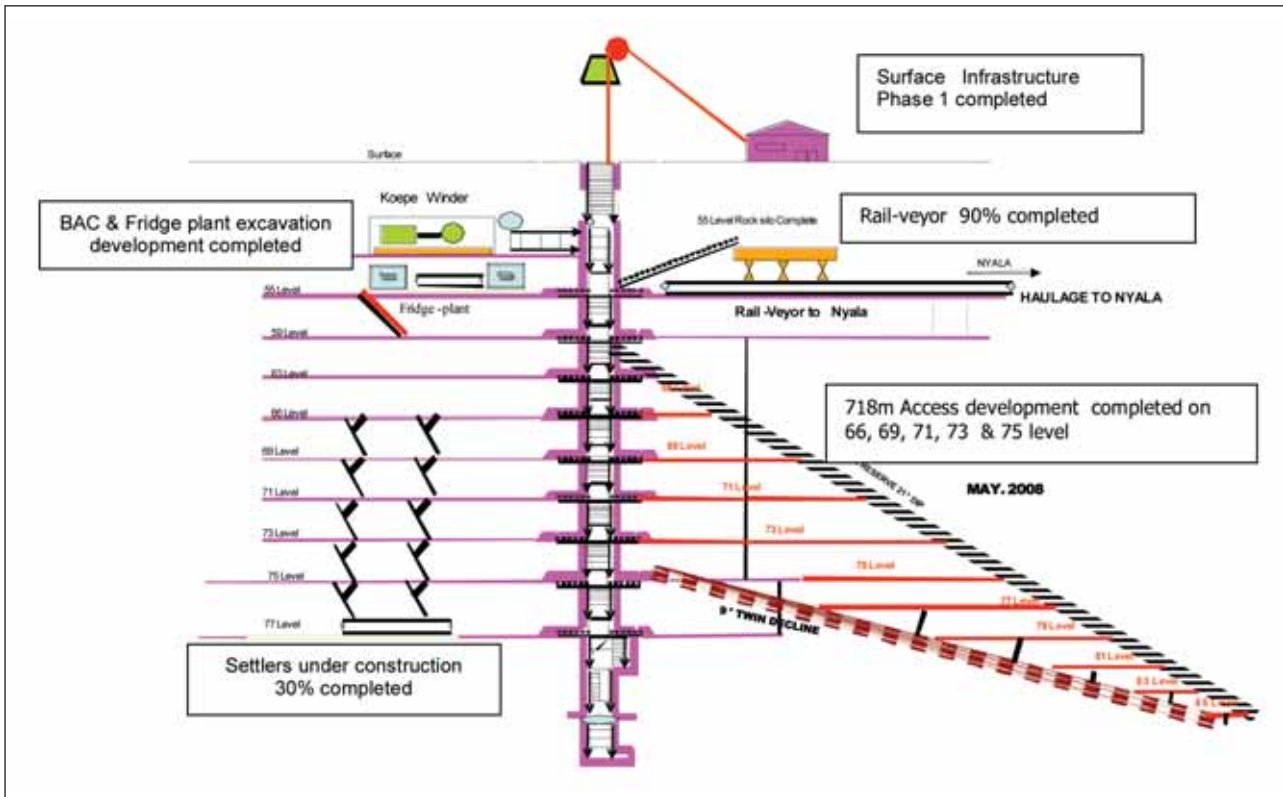 Surface Infrastructure
Phase 1 completed
Surface
Koepe Winder
BAC & Fridge plant excavation
development completed
55 Level Rock silo Complete
Rail-veyor 90% completed
NYALA
HAULAGE TO NYALA
55 Level
Fridge -plant
Rail -Veyor to Nyala
59 Level
63 Level
66 Level
718m Access development completed on
66, 69, 71, 73 & 75 level
69 Level
69 Level
RESERVE 21° DIP
MAY. 2008
71 Level
71 Level
73 Level
73 Level
75 Level
75 Level
77 Level
9° TWIN DECLINE
77 Level
79 Level
Settlers under construction
30% completed
81 Level
83 Level